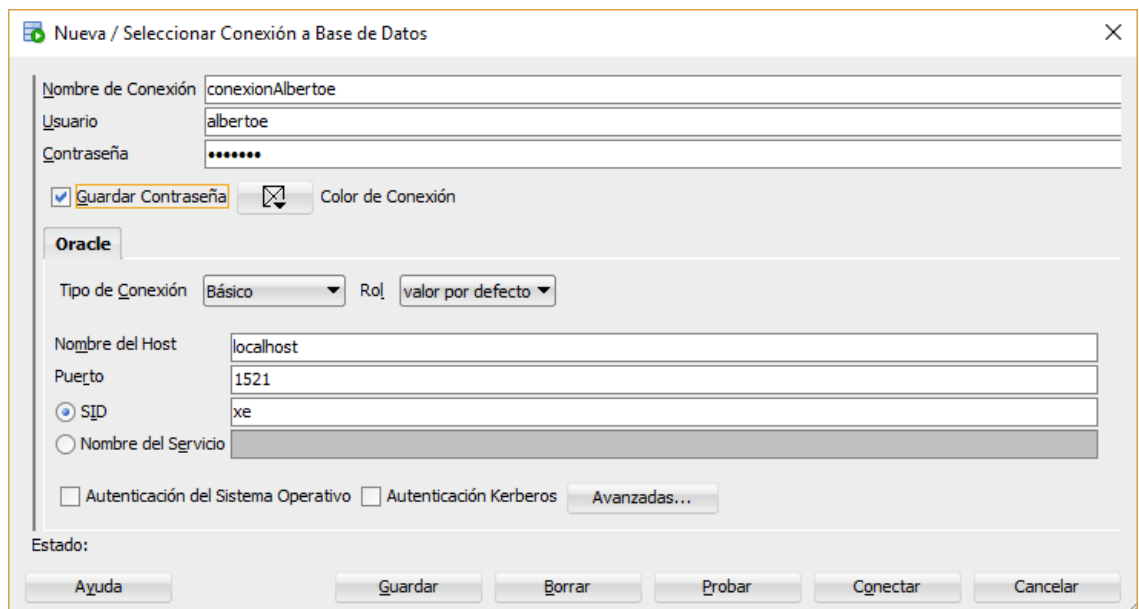 Nueva / Seleccionar Conexión a Base de Datos
Nombre de Conexión conexionAlbertoe
Usuario albertoe
Contraseña •••••••
Guardar Contraseña Color de Conexión
Oracle
Tipo de Conexión Básico Rol valor por defecto
Nombre del Host localhost
Puerto 1521
SID xe
Nombre del Servicio
Autenticación del Sistema Operativo Autenticación Kerberos Avanzadas...
Estado:
Ayuda Guardar Borrar Probar Conectar Cancelar